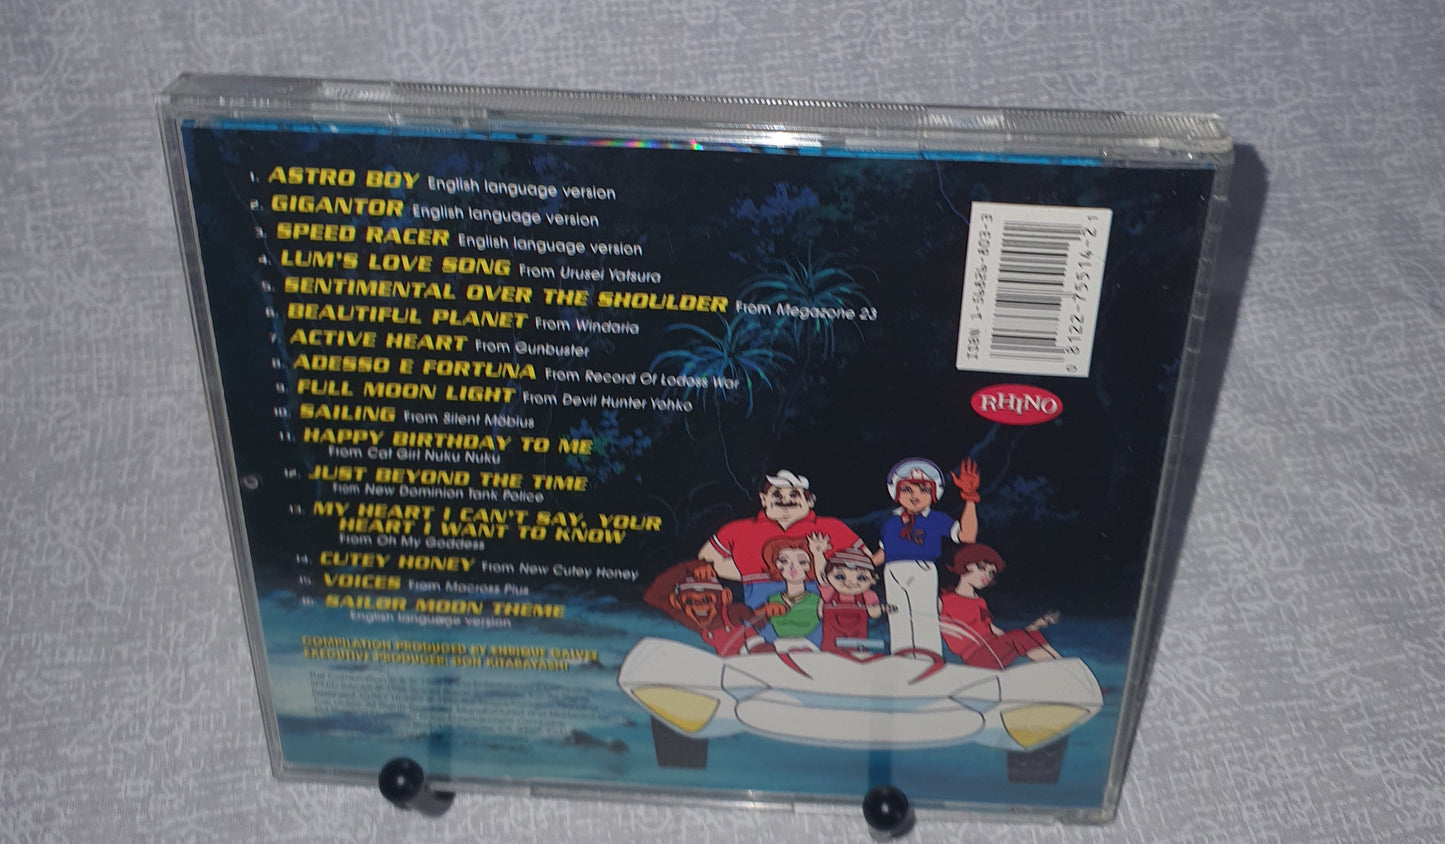 1. ASTRO BOY English language version
2. GIGANTOR English language version
3. SPEED RACER English language version
4. LUM'S LOVE SONG From Urusei Yatsura
5. SENTIMENTAL OVER THE SHOULDER From Megazone 23
6. BEAUTIFUL PLANET From Windaria
7. ACTIVE HEART From Gunbuster
8. ADESSO E FORTUNA From Record Of Lodoss War
9. FULL MOON LIGHT From Devil Hunter Yohko
10. SAILING From Silent Möbius
11. HAPPY BIRTHDAY TO ME
From Cat Girl Nuku Nuku
12. JUST BEYOND THE TIME
From New Dominion Tank Police
13. MY HEART I CAN'T SAY, YOUR
HEART I WANT TO KNOW
From Oh My Goddess
14. CUTEY HONEY From New Cutey Honey
15. VOICES From Macross Plus
16. SAILOR MOON THEME
English language version
COMPILATION PRODUCED BY ENRIQUE GALVEZ
EXECUTIVE PRODUCER: DON KITABAYASHI
ISBN 1-56826-803-3
0 8122-75514-2 1
RHINO
M
G